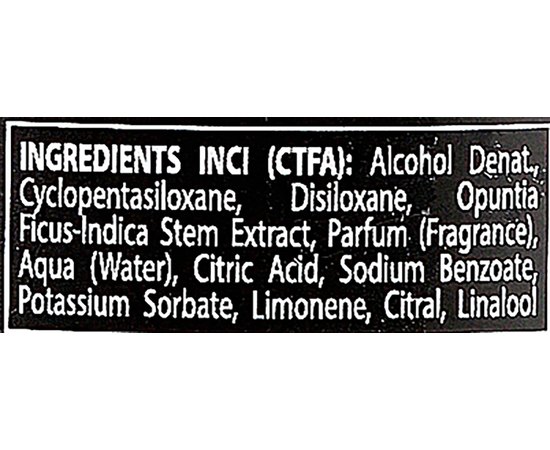 INGREDIENTS INCI (CTFA): Alcohol Denat.,
Cyclopentasiloxane, Disiloxane, Opuntia
Ficus-Indica Stem Extract, Parfum (Fragrance),
Aqua (Water), Citric Acid, Sodium Benzoate,
Potassium Sorbate, Limonene, Citral, Linalool